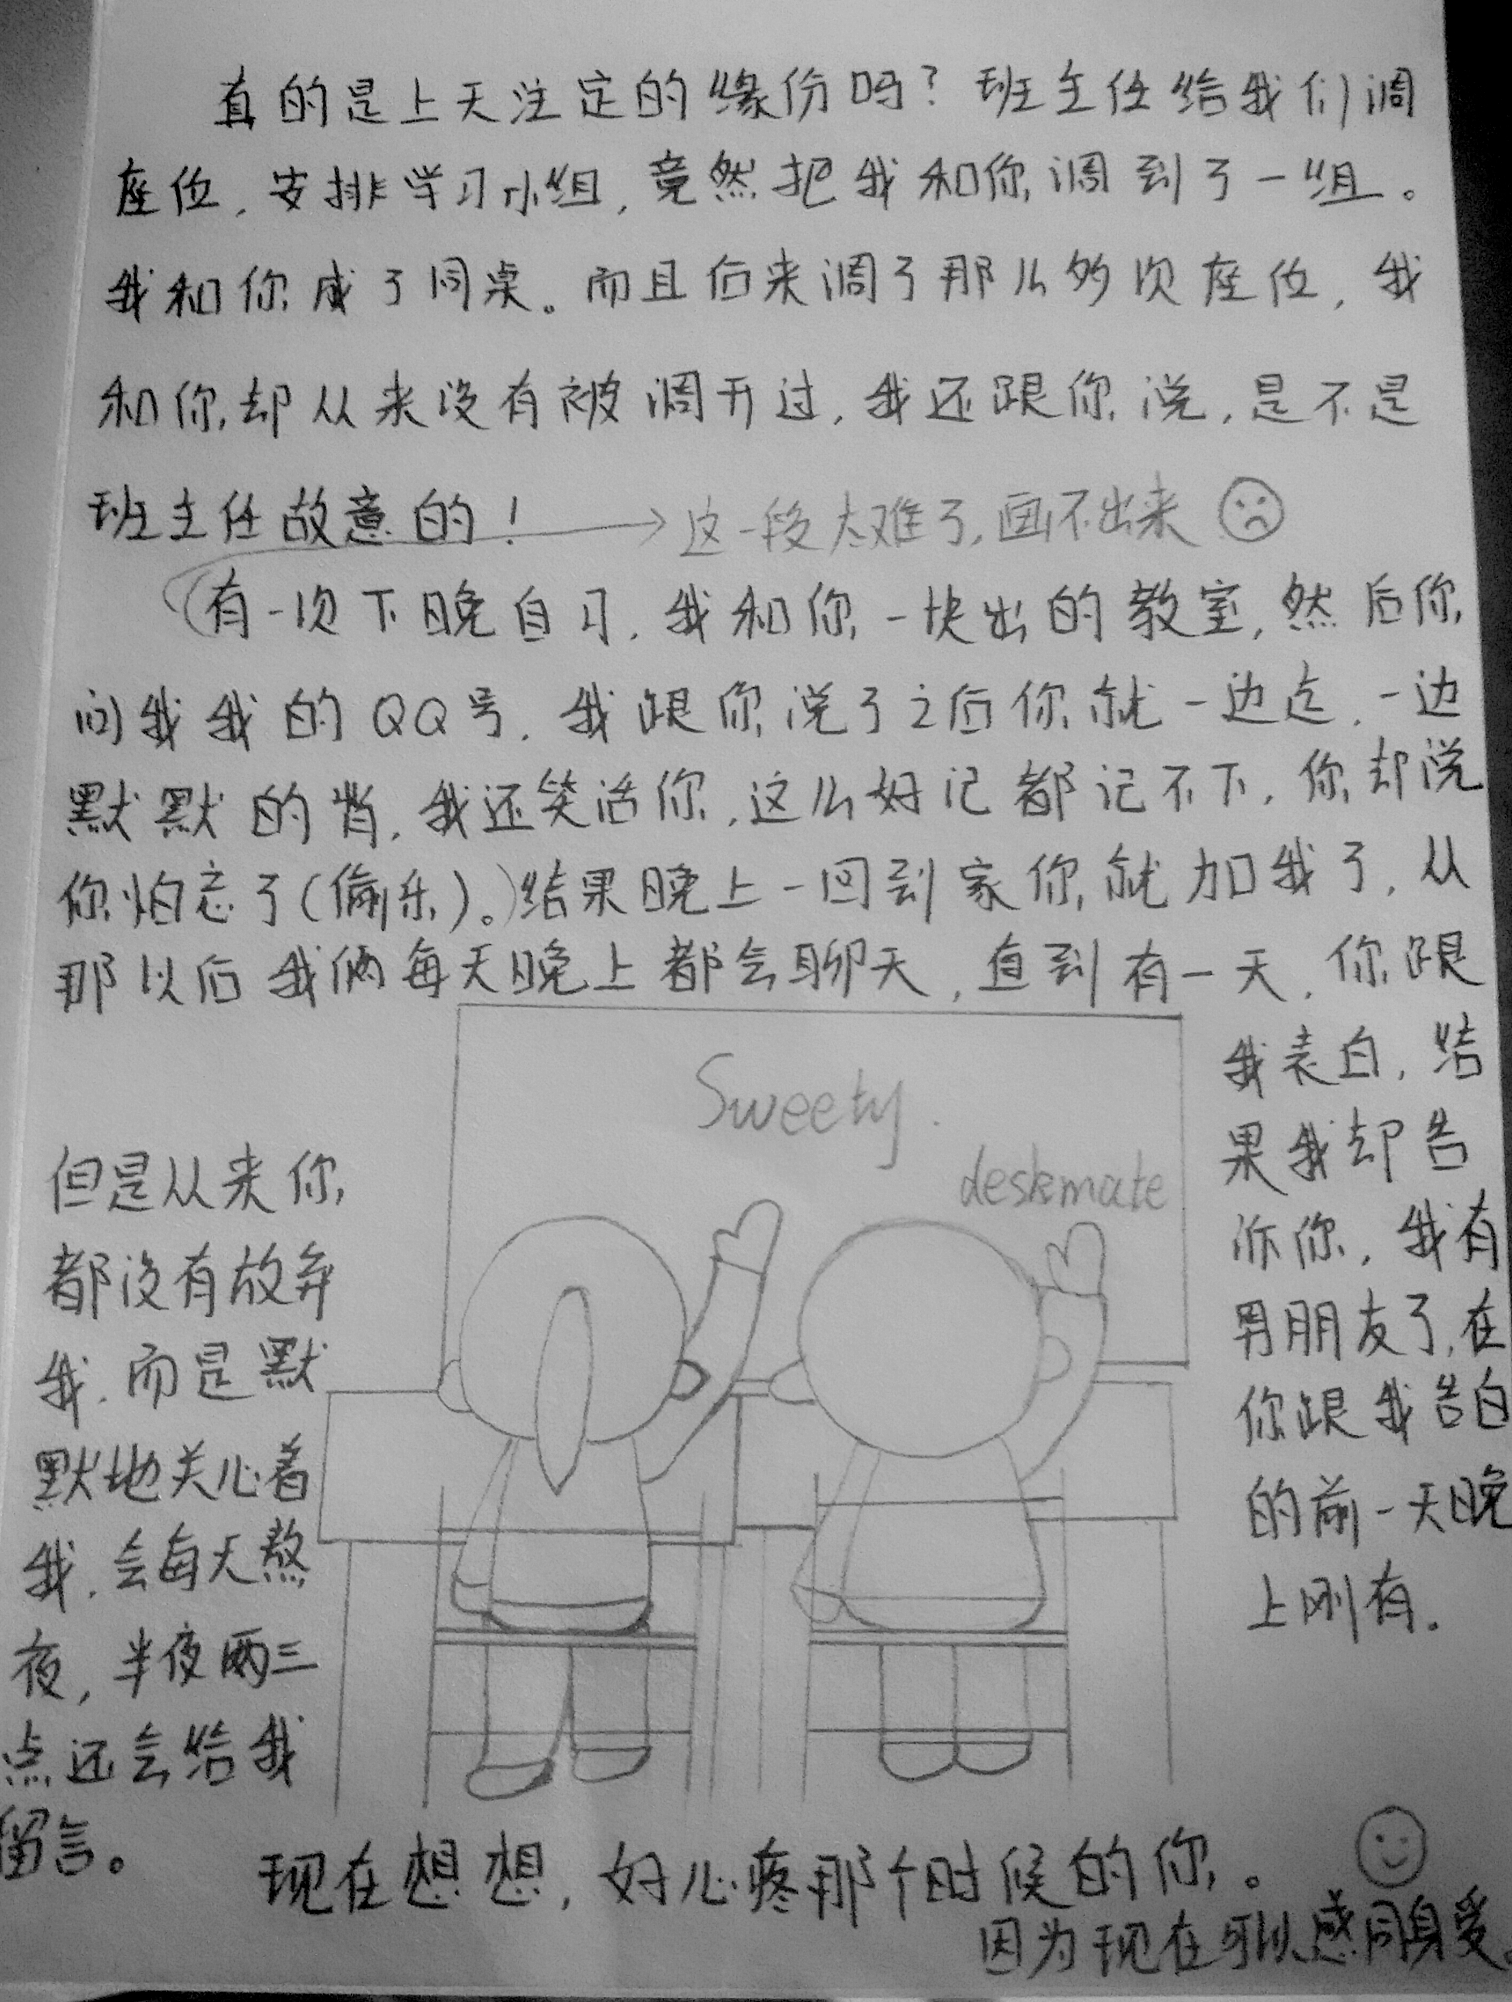 真的是上天注定的缘份吗？班主任给我们调
座位，安排学习小组，竟然把我和你调到了一组。
我和你成了同桌。而且后来调了那么多次座位，我
和你却从来没有被调开过，我还跟你说，是不是
班主任故意的！
这一段太难了，画不出来
（有一次下晚自习，我和你一块出的教室，然后你
问我我的QQ号，我跟你说了之后你就一边走，一边
默默的背，我还笑话你，这么好记都记不下，你却说
你怕忘了（偷乐）。）结果晚上一回到家你就加我了，从
那以后我俩每天晚上都会聊天，直到有一天，你跟
我表白，结
果我却告
诉你，我有
男朋友了，在
你跟我告白
的前一天晚
上刚有。
Sweety
deskmate
但是从来你
都没有放弃
我，而是默
默地关心着
我，会每天熬
夜，半夜两三
点还会给我
留言。
现在想想，好心疼那个时候的你。
因为现在可以感同身受。